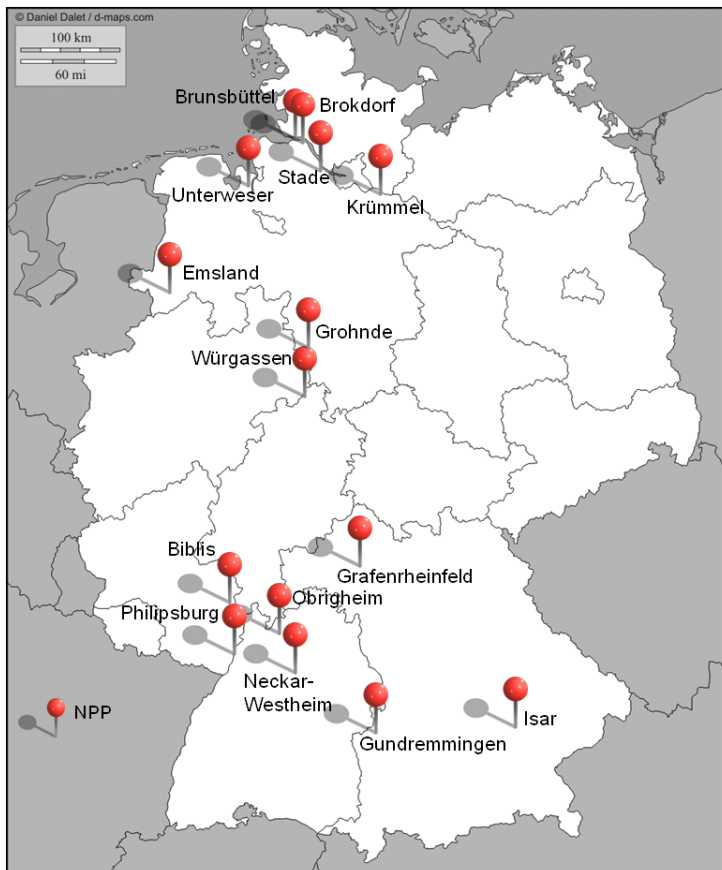 © Daniel Dalet / d-maps.com
100 km
60 mi
Brunsbüttel
Brokdorf
Stade
Unterweser
Krümmel
Emsland
Grohnde
Würgassen
Biblis
Grafenrheinfeld
Obrigheim
Philipsburg
Neckar-
Westheim
NPP
Isar
Gundremmingen